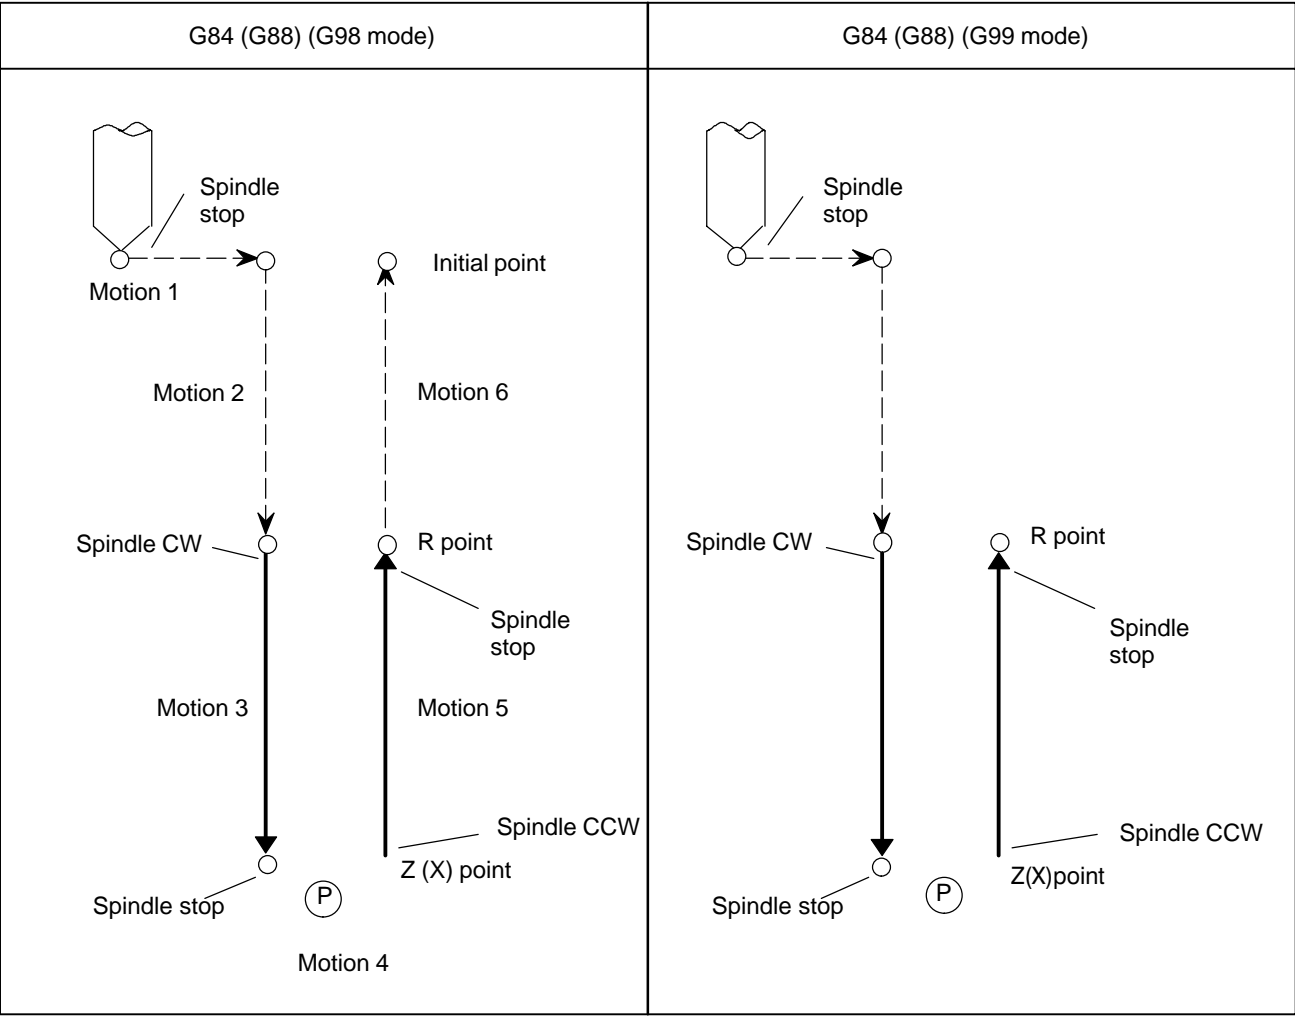 G84 (G88) (G98 mode)
Spindle
stop
Initial point
Motion 1
Motion 2
Motion 6
Spindle CW
R point
Spindle
stop
Motion 3
Motion 5
Spindle CCW
Z (X) point
P
Spindle stop
Motion 4
G84 (G88) (G99 mode)
Spindle
stop
Spindle CW
R point
Spindle
stop
Spindle CCW
Z(X)point
P
Spindle stop